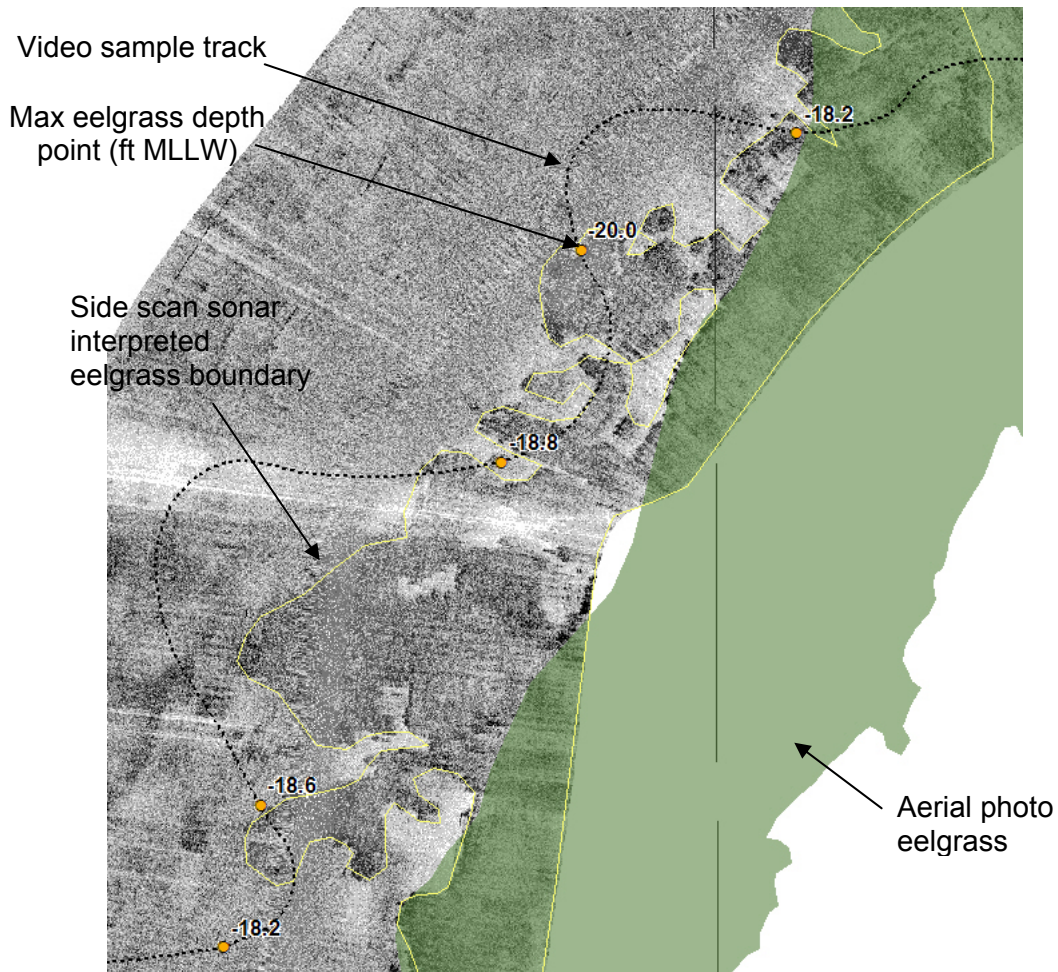 Video sample track
Max eelgrass depth
point (ft MLLW)
-18.2
-20.0
Side scan sonar
interpreted
eelgrass boundary
-18.8
-18.6
Aerial photo
eelgrass
-18.2